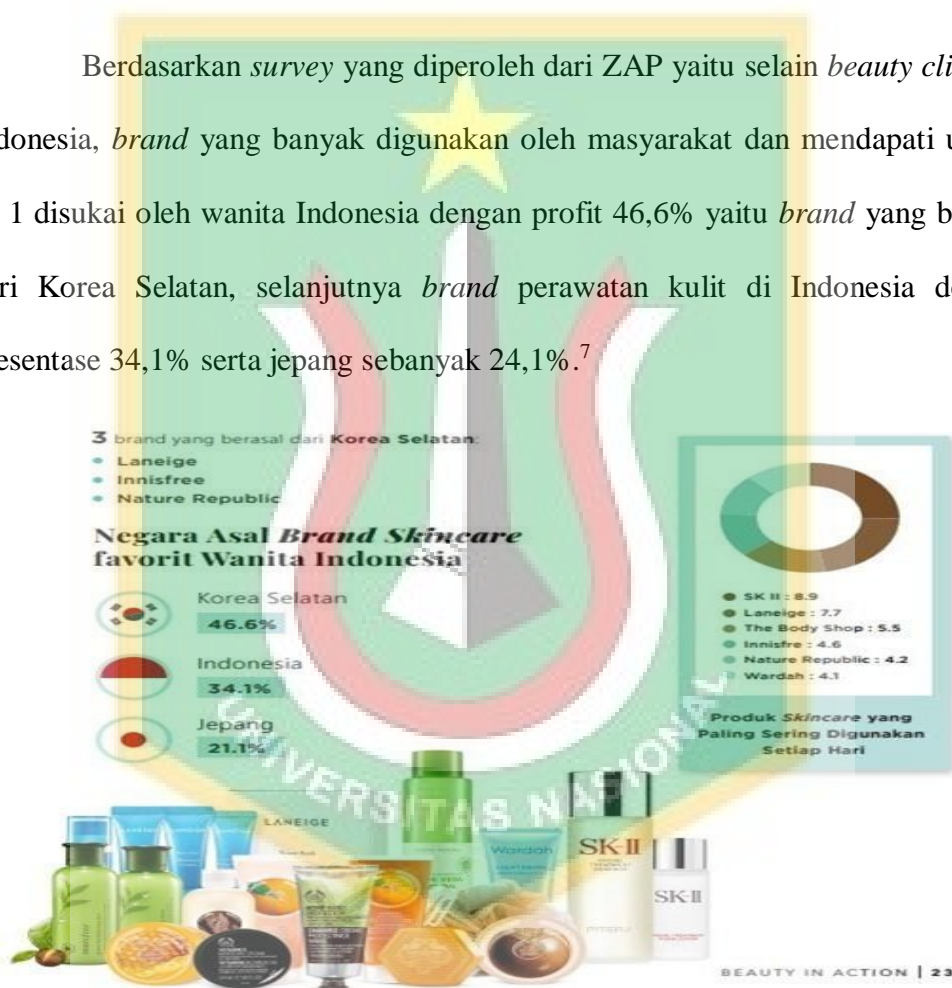 Berdasarkan survey yang diperoleh dari ZAP yaitu selain beauty cli
donesia, brand yang banyak digunakan oleh masyarakat dan mendapati u
1 disukai oleh wanita Indonesia dengan profit 46,6% yaitu brand yang b
ri Korea Selatan, selanjutnya brand perawatan kulit di Indonesia d
esentase 34,1% serta jepang sebanyak 24,1%.7
3 brand yang berasal dari Korea Selatan:
• Laneige
• Innisfree
• Nature Republic
Negara Asal Brand Skincare
favorit Wanita Indonesia
Korea Selatan
46.6%
Indonesia
34.1%
Jepang
21.1%
SK II : 8.9
Laneige : 7.7
The Body Shop : 5.5
Innisfre : 4.6
Nature Republic : 4.2
Wardah : 4.1
Produk Skincare yang
Paling Sering Digunakan
Setiap Hari
UNIVERSITAS NASIONAL
LANEIGE
Wardah
SK-II
SK-II
BEAUTY IN ACTION | 23